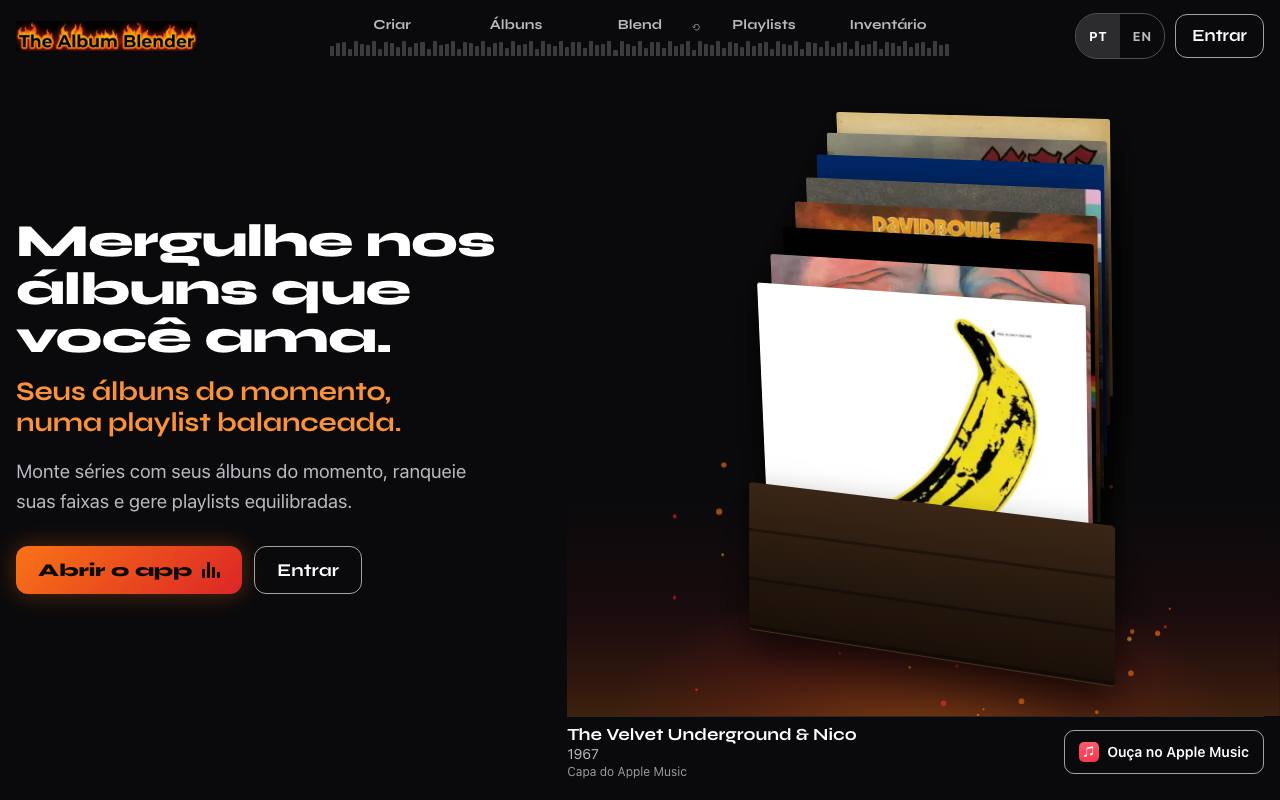 The Album Blender
Criar
Álbuns
Blend
Playlists
Inventário
PT
EN
Entrar
Mergulhe nos
álbuns que
você ama.
Seus álbuns do momento,
numa playlist balanceada.
Monte séries com seus álbuns do momento, ranqueie
suas faixas e gere playlists equilibradas.
Abrir o app
Entrar
DAVID BOWIE
The Velvet Underground & Nico
1967
Capa do Apple Music
Ouça no Apple Music